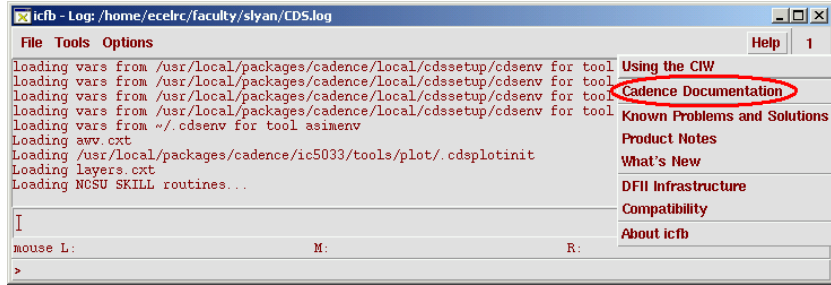 icfb - Log: /home/ecelrc/faculty/slyan/CDS.log
File Tools Options Help 1
loading vars from /usr/local/packages/cadence/local/cdssetup/cdsenv for tool
loading vars from /usr/local/packages/cadence/local/cdssetup/cdsenv for tool
loading vars from /usr/local/packages/cadence/local/cdssetup/cdsenv for tool
loading vars from /usr/local/packages/cadence/local/cdssetup/cdsenv for tool
loading vars from ~/.cdsenv for tool asimenv
Loading awv.cxt
Loading /usr/local/packages/cadence/ic5033/tools/plot/.cdsplotinit
Loading layers.cxt
Loading NCSU SKILL routines...
Using the CIW
Cadence Documentation
Known Problems and Solutions
Product Notes
What's New
DFII Infrastructure
Compatibility
About icfb
mouse L: M: R:
>